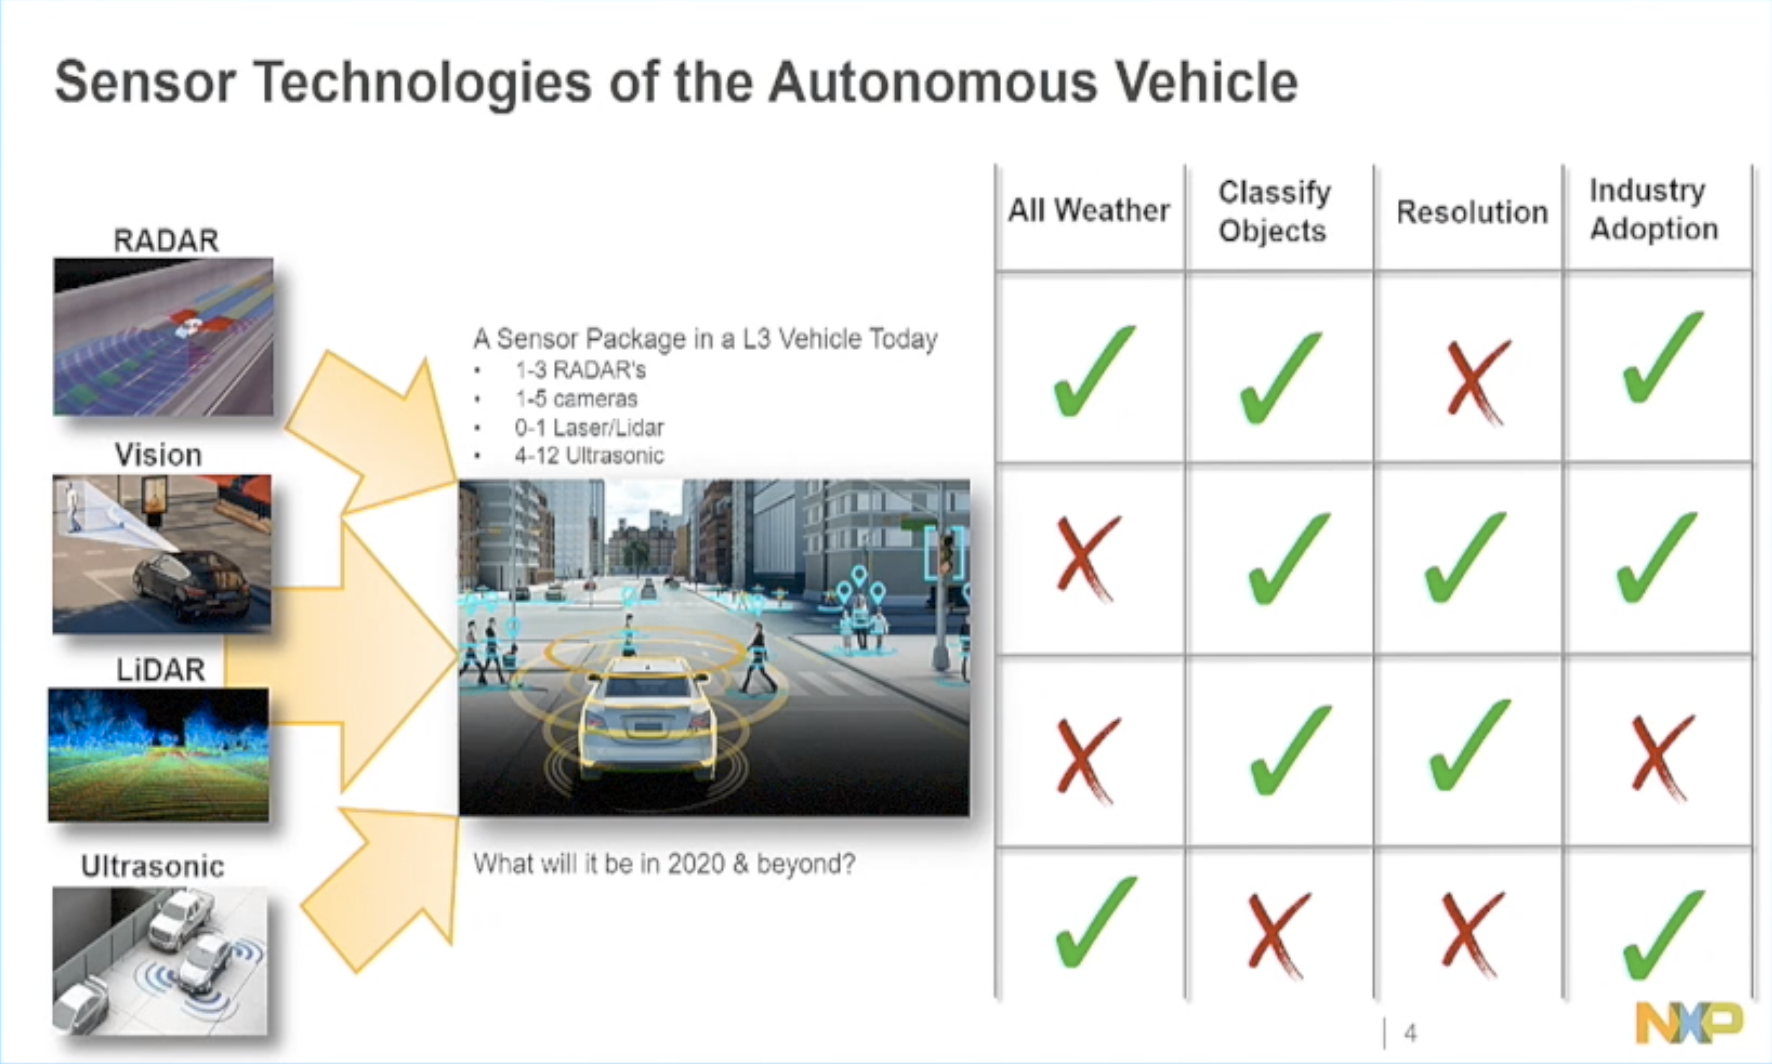 Sensor Technologies of the Autonomous Vehicle
RADAR
Vision
LiDAR
Ultrasonic
A Sensor Package in a L3 Vehicle Today
• 1-3 RADAR's
• 1-5 cameras
• 0-1 Laser/Lidar
• 4-12 Ultrasonic
What will it be in 2020 & beyond?
All Weather
Classify
Objects
Resolution
Industry
Adoption
4
NXP